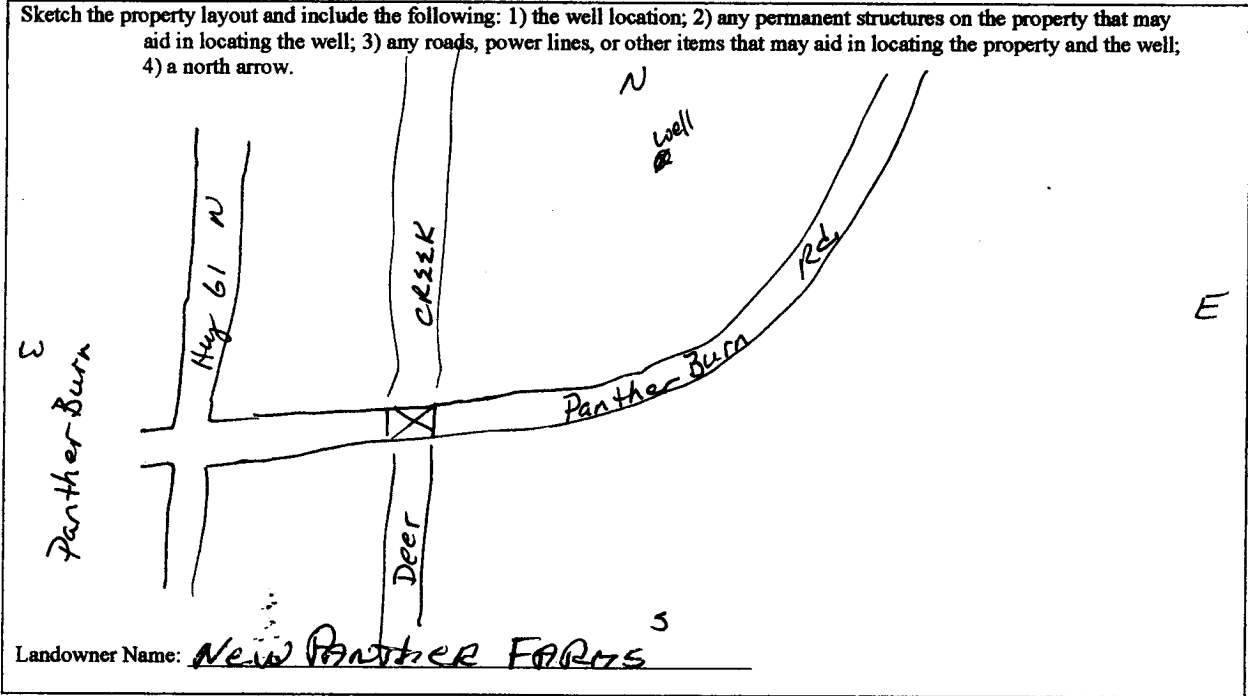 Sketch the property layout and include the following: 1) the well location; 2) any permanent structures on the property that may
aid in locating the well; 3) any roads, power lines, or other items that may aid in locating the property and the well;
4) a north arrow.
N
well
Hwy 61 N
CREEK
Rd,
E
W
Panther Burn
Panther Burn
Deer
S
Landowner Name: New PANTHER FARMS